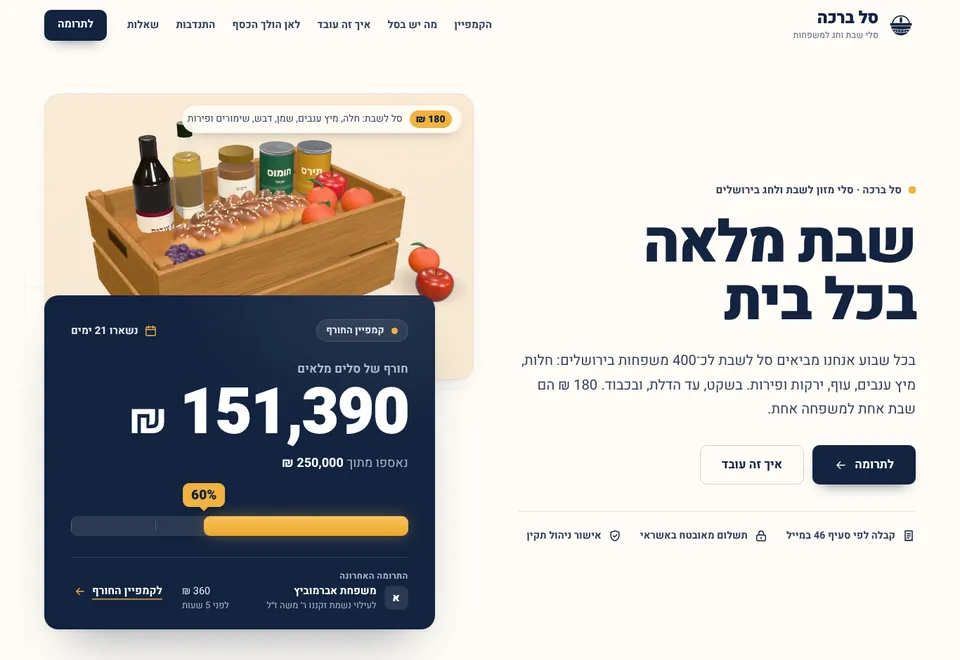 סל ברכה
סלי שבת וחג למשפחות
הקמפיין
מה יש בסל
איך זה עובד
לאן הולך הכסף
התנדבות
שאלות
לתרומה
סל ברכה · סלי מזון לשבת ולחג בירושלים
שבת מלאה
בכל בית
בכל שבוע אנחנו מביאים סל לשבת לכ־400 משפחות בירושלים: חלות,
מיץ ענבים, עוף, ירקות ופירות. בשקט, עד הדלת, ובכבוד. 180 ₪ הם
שבת אחת למשפחה אחת.
לתרומה ←
איך זה עובד
קבלה לפי סעיף 46 במייל
תשלום מאובטח באשראי
אישור ניהול תקין
180 ₪
סל לשבת: חלה, מיץ ענבים, שמן, דבש, שימורים ופירות
חומוס
תירס
קמפיין החורף
נשארו 21 ימים
חורף של סלים מלאים
151,390 ₪
נאספו מתוך 250,000 ₪
60%
התרומה האחרונה
א
משפחת אברמוביץ
לעילוי נשמת זקננו ר׳ משה ז״ל
360 ₪
לפני 5 שעות
לקמפיין החורף ←